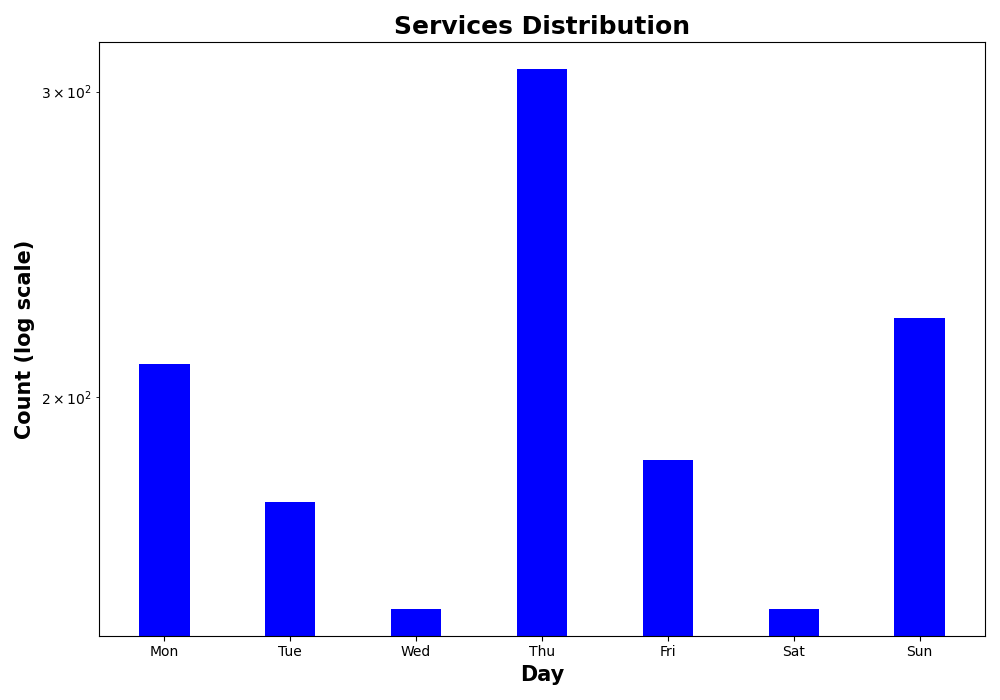 Services Distribution
3 × 10²
2 × 10²
Count (log scale)
Mon Tue Wed Thu Fri Sat Sun
Day